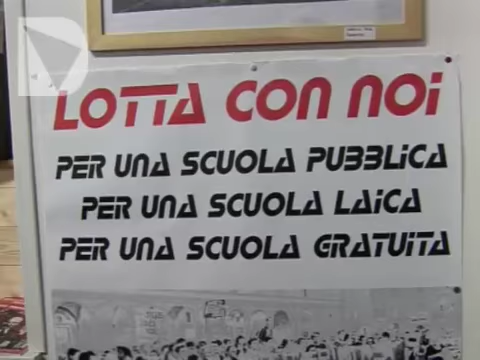 LOTTA CON NOI
PER UNA SCUOLA PUBBLICA
PER UNA SCUOLA LAICA
PER UNA SCUOLA GRATUITA